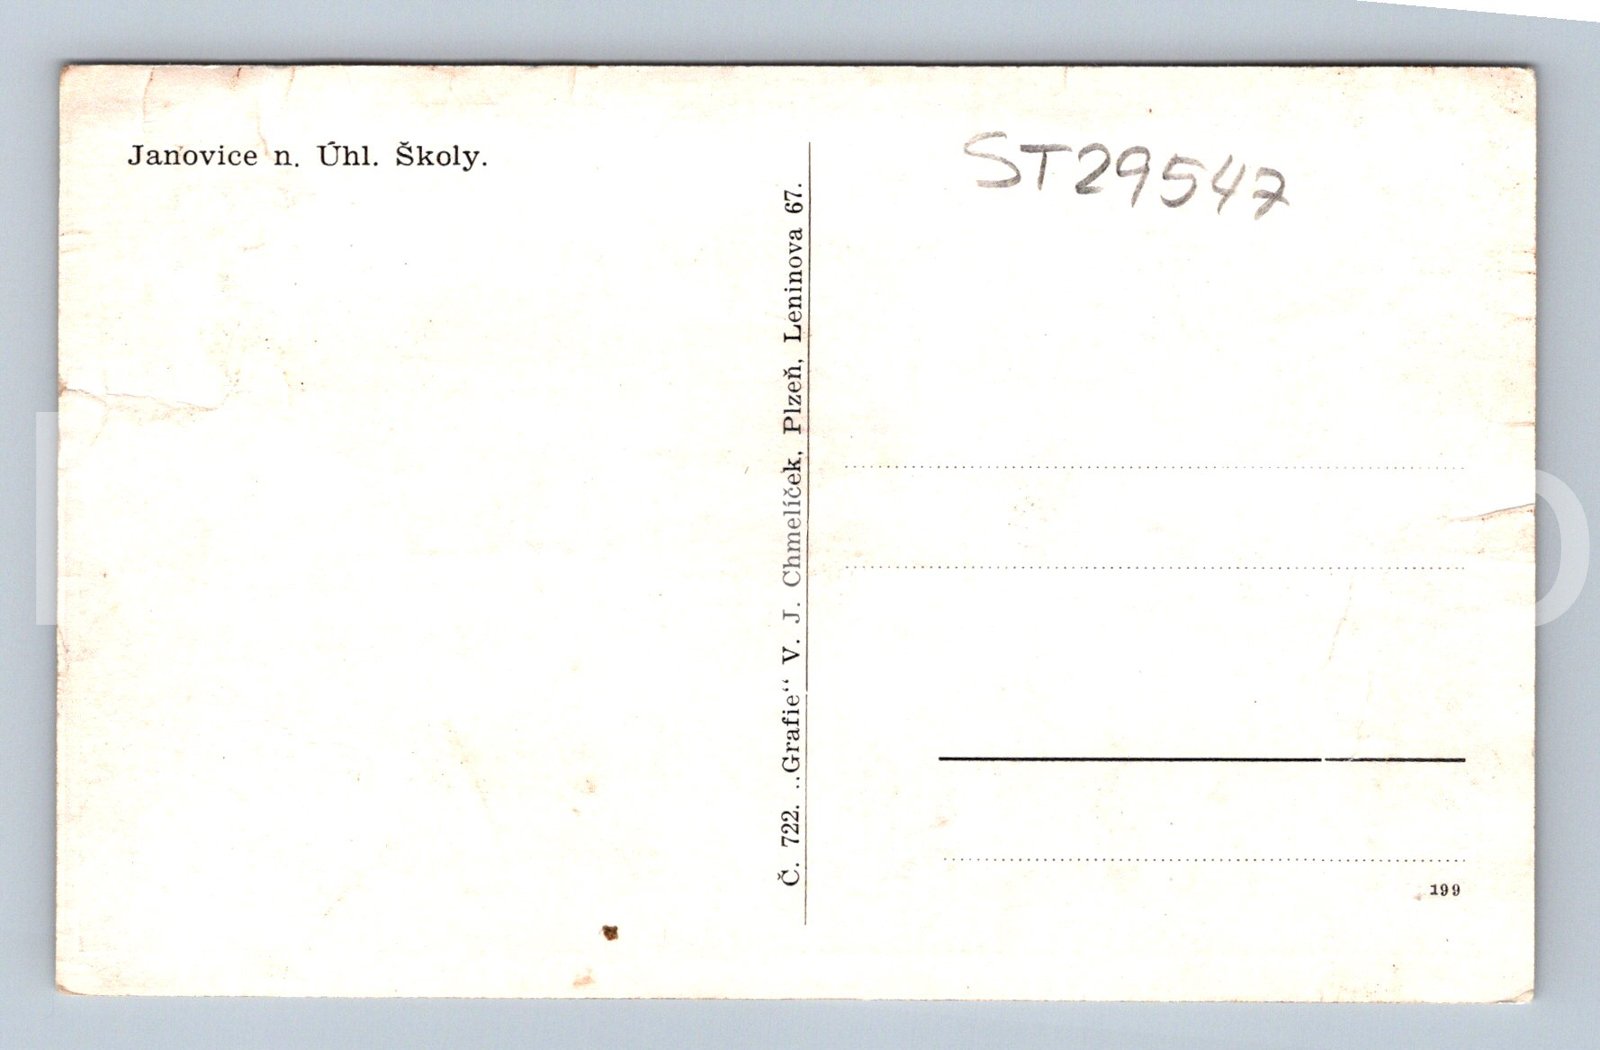 Janovice n. Úhl. Školy.
Č. 722. „Grafie“ V. J. Chmelíček, Plzeň, Leninova 67.
ST29547
199